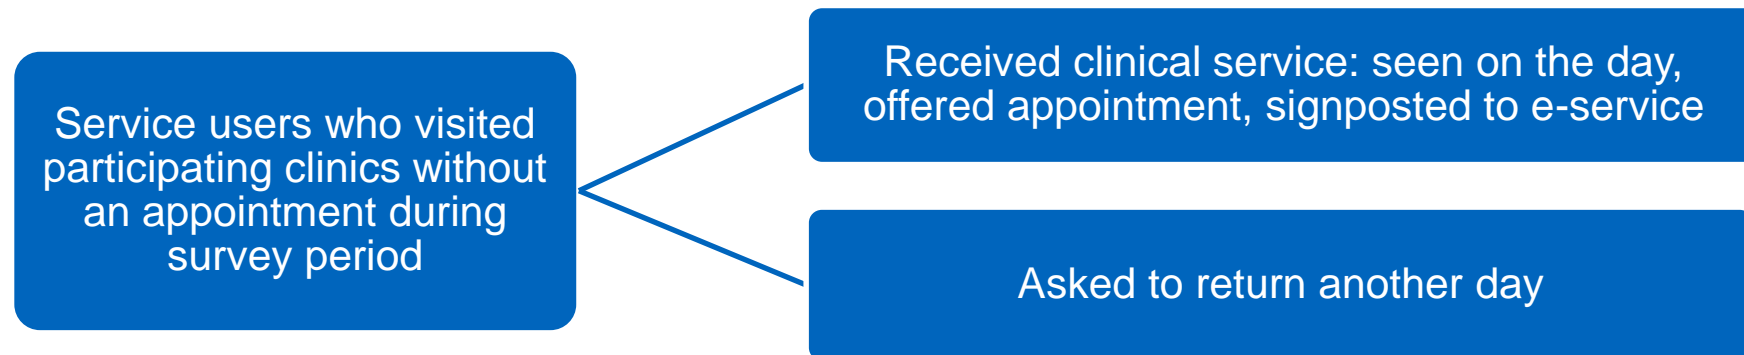 Service users who visited
participating clinics without
an appointment during
survey period
Received clinical service: seen on the day,
offered appointment, signposted to e-service
Asked to return another day